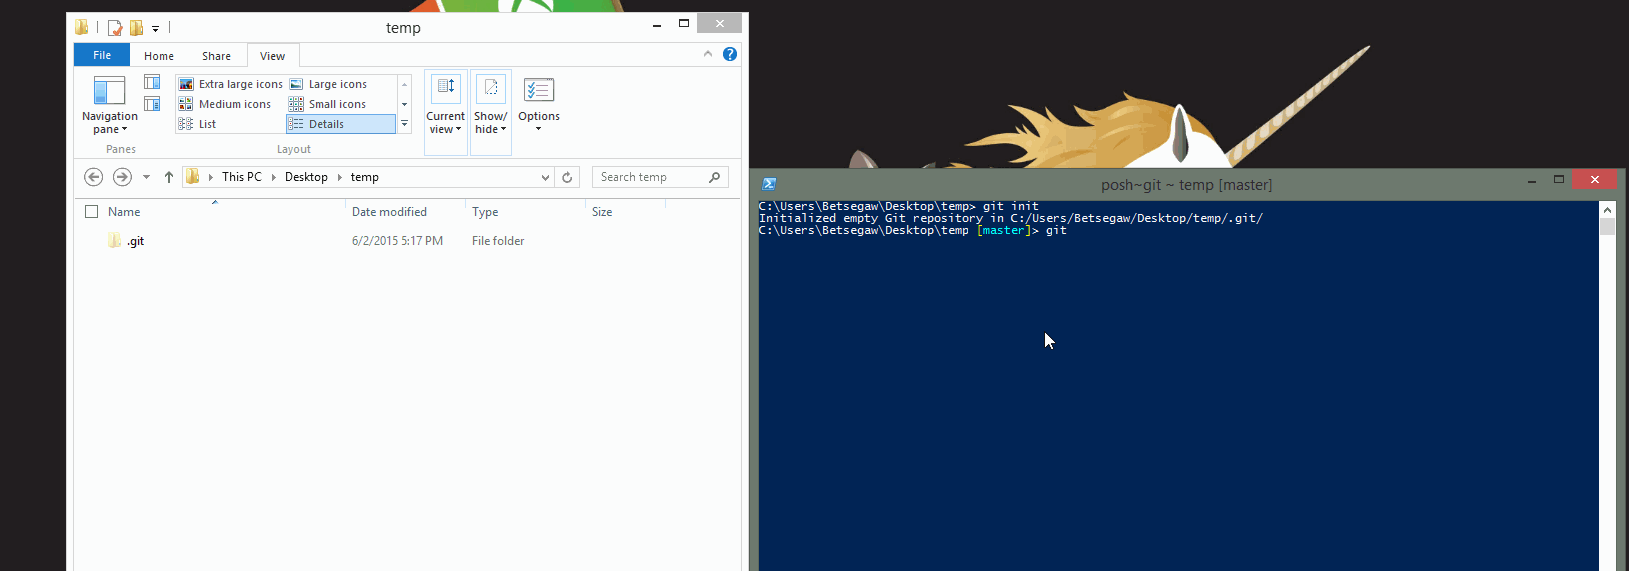 temp
File
Home
Share
View
Navigation pane
Extra large icons
Large icons
Medium icons
Small icons
List
Details
Current view
Show/ hide
Options
Panes
Layout
This PC
Desktop
temp
Search temp
Name
Date modified
Type
Size
.git
6/2/2015 5:17 PM
File folder
posh~git ~ temp [master]
C:\Users\Betsegaw\Desktop\temp> git init
Initialized empty Git repository in C:/Users/Betsegaw/Desktop/temp/.git/
C:\Users\Betsegaw\Desktop\temp [master]> git